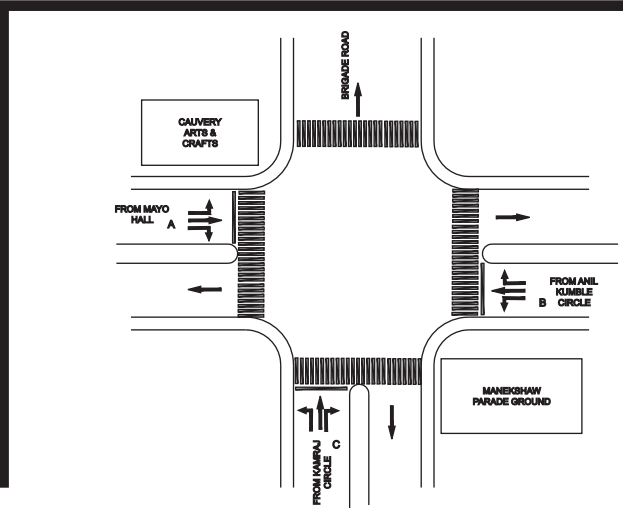 BRIGADE ROAD
CAUVERY
ARTS &
CRAFTS
FROM MAYO
HALL
A
FROM ANIL
KUMBLE
CIRCLE
B
MANEKSHAW
PARADE GROUND
C
FROM KAMRAJ
CIRCLE